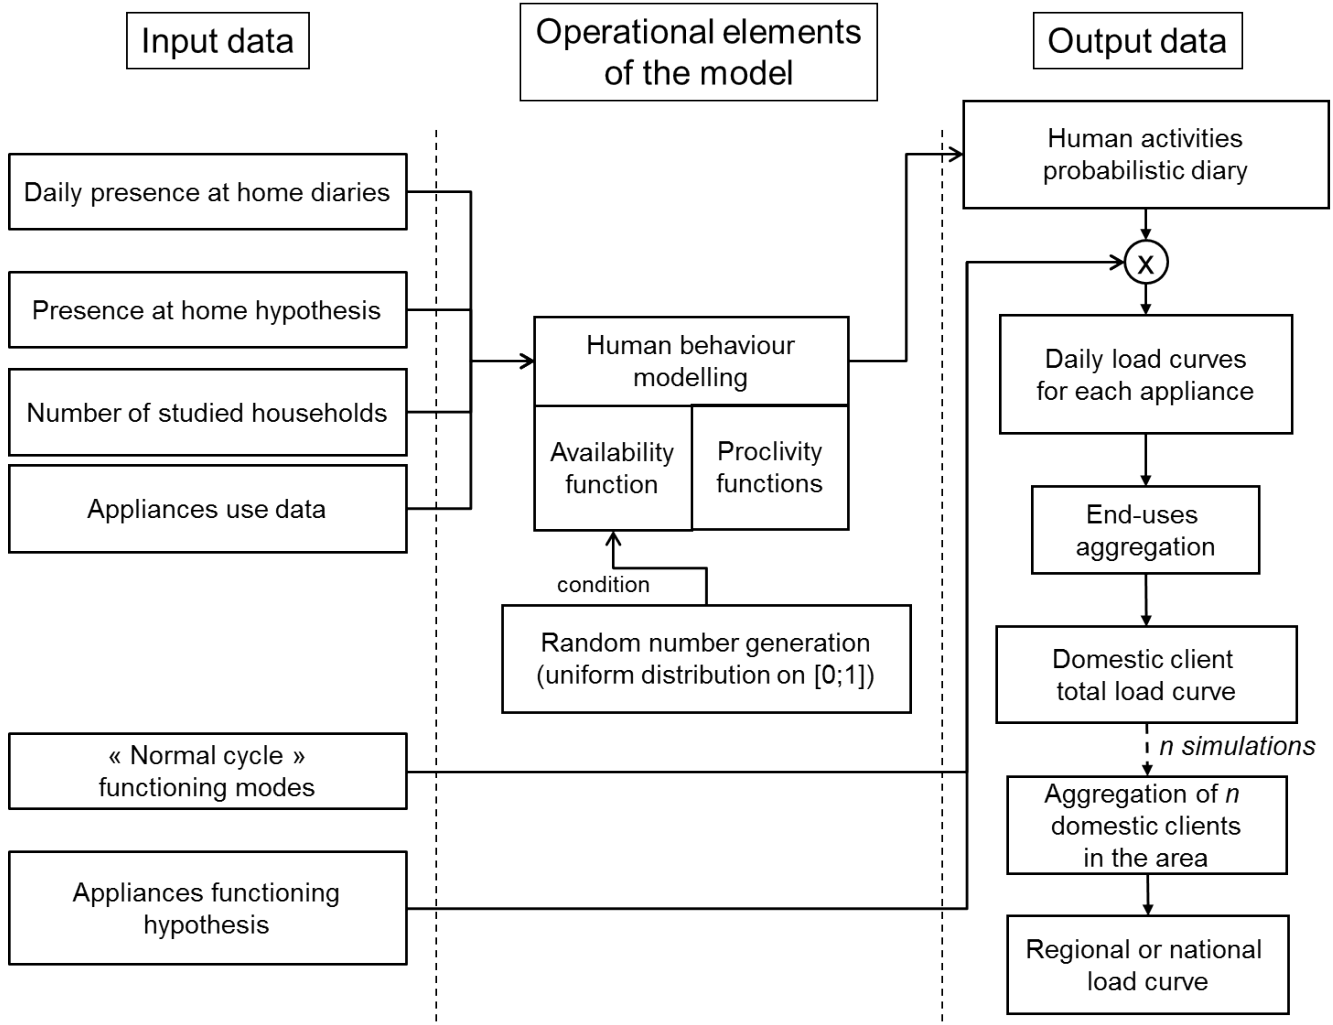 Input data
Operational elements
of the model
Output data
Daily presence at home diaries
Presence at home hypothesis
Number of studied households
Appliances use data
« Normal cycle »
functioning modes
Appliances functioning
hypothesis
Human behaviour
modelling
Availability
function
Proclivity
functions
condition
Random number generation
(uniform distribution on [0;1])
Human activities
probabilistic diary
x
Daily load curves
for each appliance
End-uses
aggregation
Domestic client
total load curve
n simulations
Aggregation of n
domestic clients
in the area
Regional or national
load curve